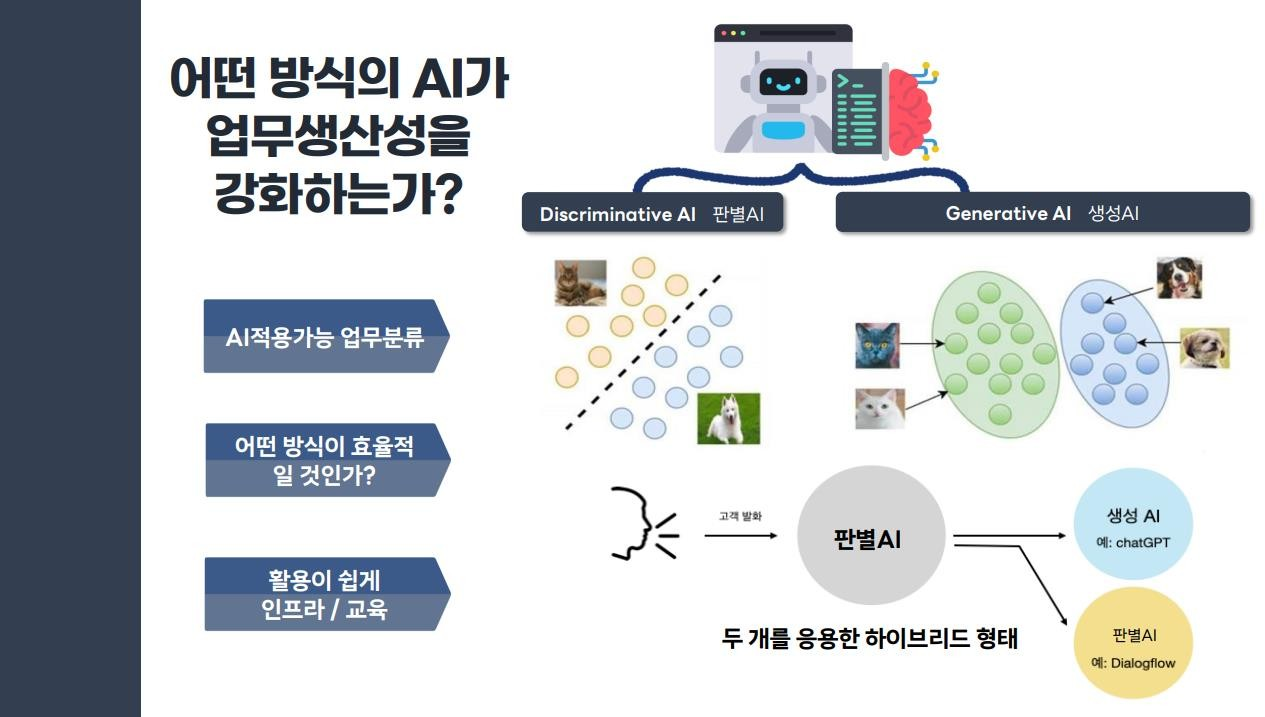 어떤 방식의 AI가
업무생산성을
강화하는가?
AI적용가능 업무분류
어떤 방식이 효율적
일 것인가?
활용이 쉽게
인프라 / 교육
Discriminative AI 판별AI
Generative AI 생성AI
고객 발화
판별AI
생성 AI
예: chatGPT
판별AI
예: Dialogflow
두 개를 응용한 하이브리드 형태